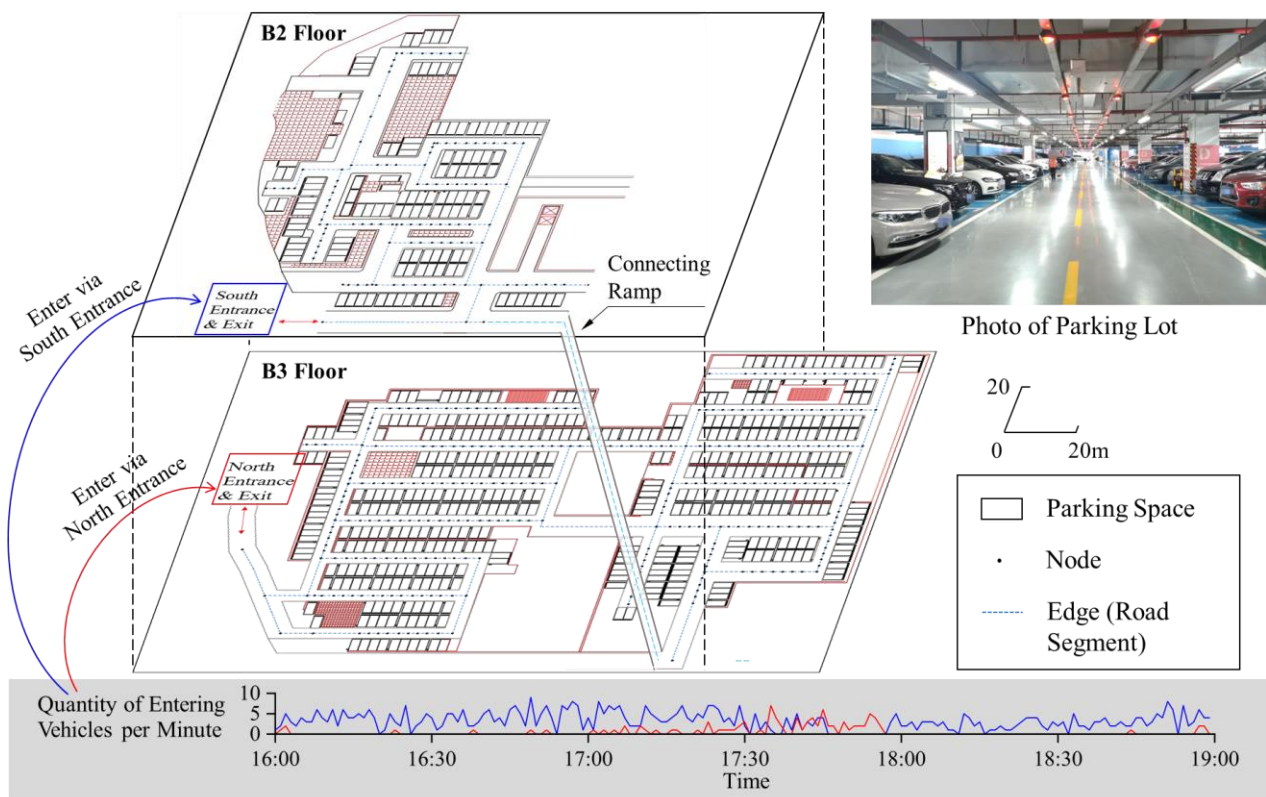 B2 Floor
South
Entrance
& Exit
Enter via
South Entrance
Connecting
Ramp
Photo of Parking Lot
B3 Floor
North
Entrance
& Exit
Enter via
North Entrance
20
0
20m
Parking Space
Node
Edge (Road
Segment)
Quantity of Entering
Vehicles per Minute
10
5
0
16:00
16:30
17:00
17:30
18:00
18:30
19:00
Time